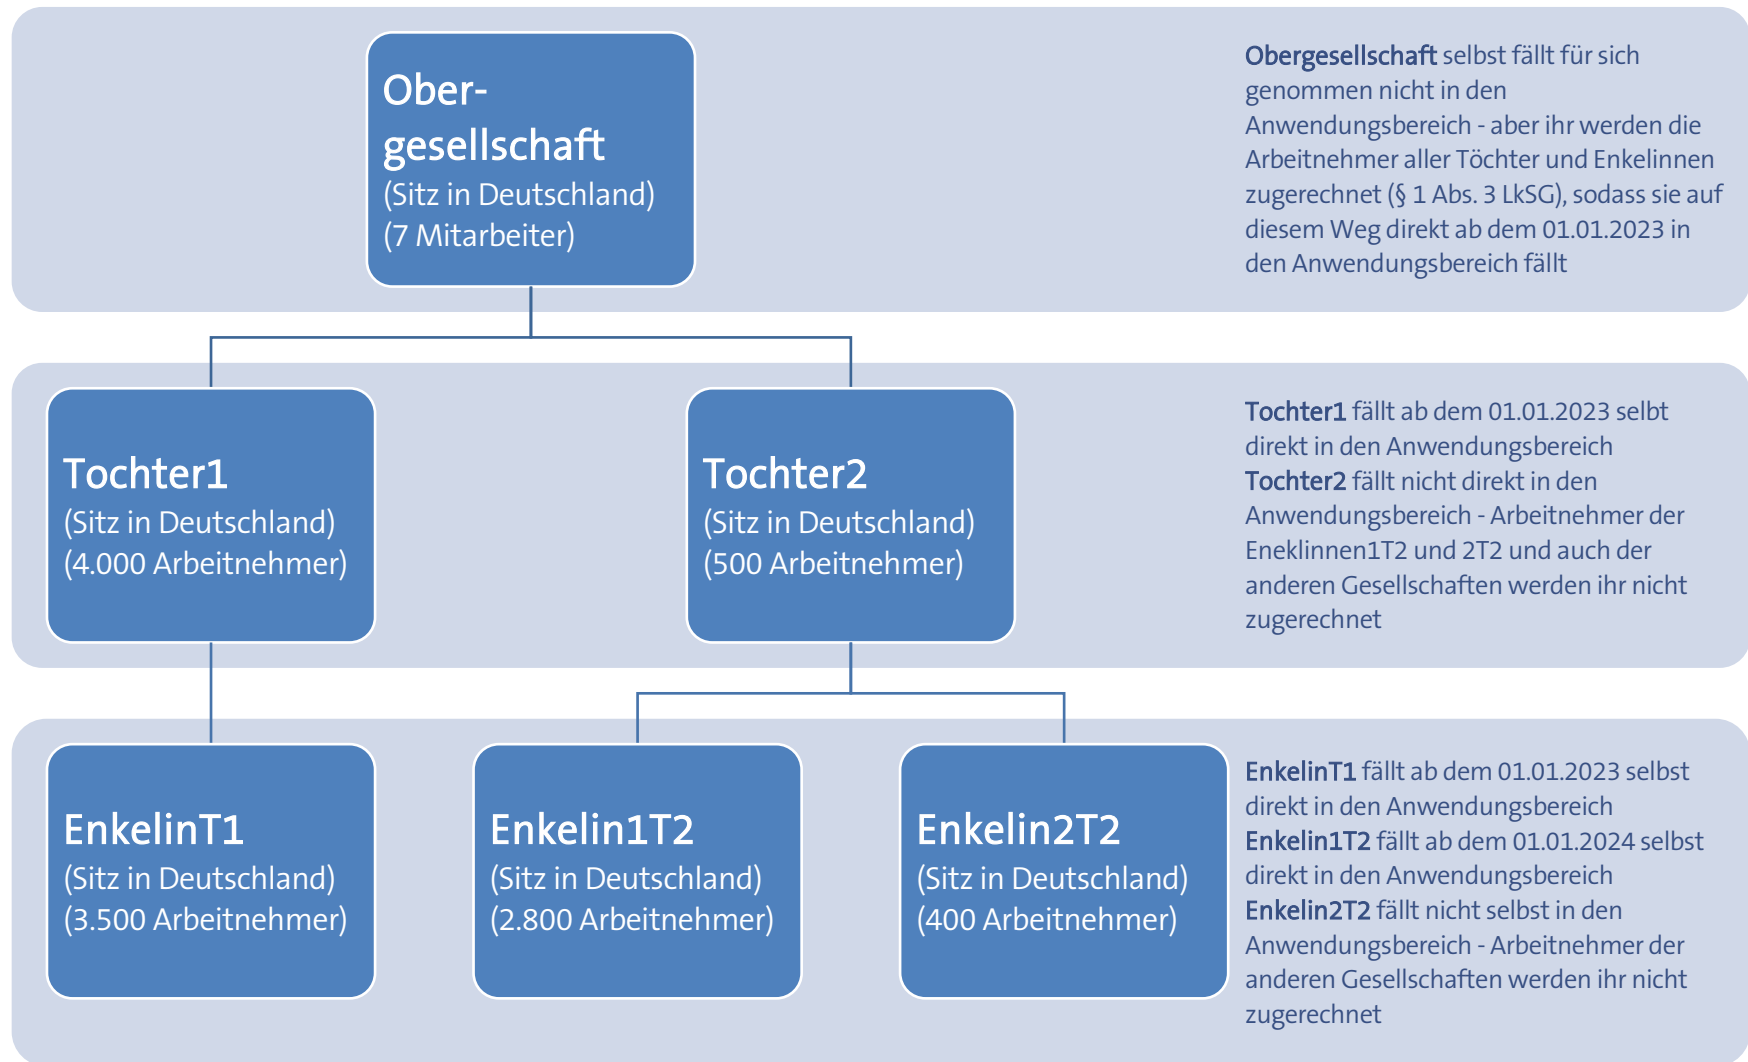 Ober-
gesellschaft
(Sitz in Deutschland)
(7 Mitarbeiter)
Obergesellschaft selbst fällt für sich
genommen nicht in den
Anwendungsbereich - aber ihr werden die
Arbeitnehmer aller Töchter und Enkelinnen
zugerechnet (§ 1 Abs. 3 LkSG), sodass sie auf
diesem Weg direkt ab dem 01.01.2023 in
den Anwendungsbereich fällt
Tochter1
(Sitz in Deutschland)
(4.000 Arbeitnehmer)
Tochter2
(Sitz in Deutschland)
(500 Arbeitnehmer)
Tochter1 fällt ab dem 01.01.2023 selbt
direkt in den Anwendungsbereich
Tochter2 fällt nicht direkt in den
Anwendungsbereich - Arbeitnehmer der
Eneklinnen1T2 und 2T2 und auch der
anderen Gesellschaften werden ihr nicht
zugerechnet
EnkelinT1
(Sitz in Deutschland)
(3.500 Arbeitnehmer)
Enkelin1T2
(Sitz in Deutschland)
(2.800 Arbeitnehmer)
Enkelin2T2
(Sitz in Deutschland)
(400 Arbeitnehmer)
EnkelinT1 fällt ab dem 01.01.2023 selbst
direkt in den Anwendungsbereich
Enkelin1T2 fällt ab dem 01.01.2024 selbst
direkt in den Anwendungsbereich
Enkelin2T2 fällt nicht selbst in den
Anwendungsbereich - Arbeitnehmer der
anderen Gesellschaften werden ihr nicht
zugerechnet